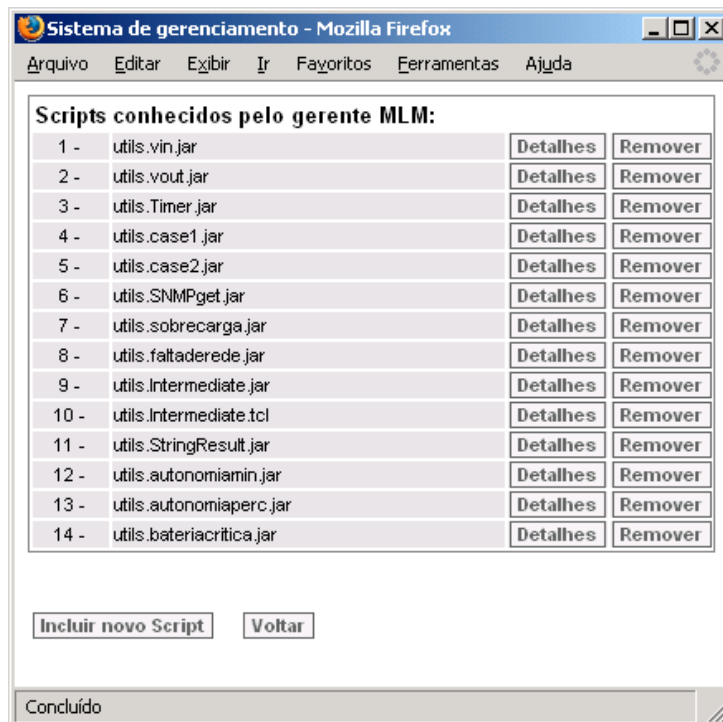 Sistema de gerenciamento - Mozilla Firefox
Arquivo Editar Exibir Ir Favoritos Ferramentas Ajuda
Scripts conhecidos pelo gerente MLM:
1 - utils.vin.jar Detalhes Remover
2 - utils.vout.jar Detalhes Remover
3 - utils.Timer.jar Detalhes Remover
4 - utils.case1.jar Detalhes Remover
5 - utils.case2.jar Detalhes Remover
6 - utils.SNMPget.jar Detalhes Remover
7 - utils.sobrecarga.jar Detalhes Remover
8 - utils.faltaderede.jar Detalhes Remover
9 - utils.Intermediate.jar Detalhes Remover
10 - utils.Intermediate.tcl Detalhes Remover
11 - utils.StringResult.jar Detalhes Remover
12 - utils.autonomiamin.jar Detalhes Remover
13 - utils.autonomiaperc.jar Detalhes Remover
14 - utils.bateriacritica.jar Detalhes Remover
Incluir novo Script Voltar
Concluído